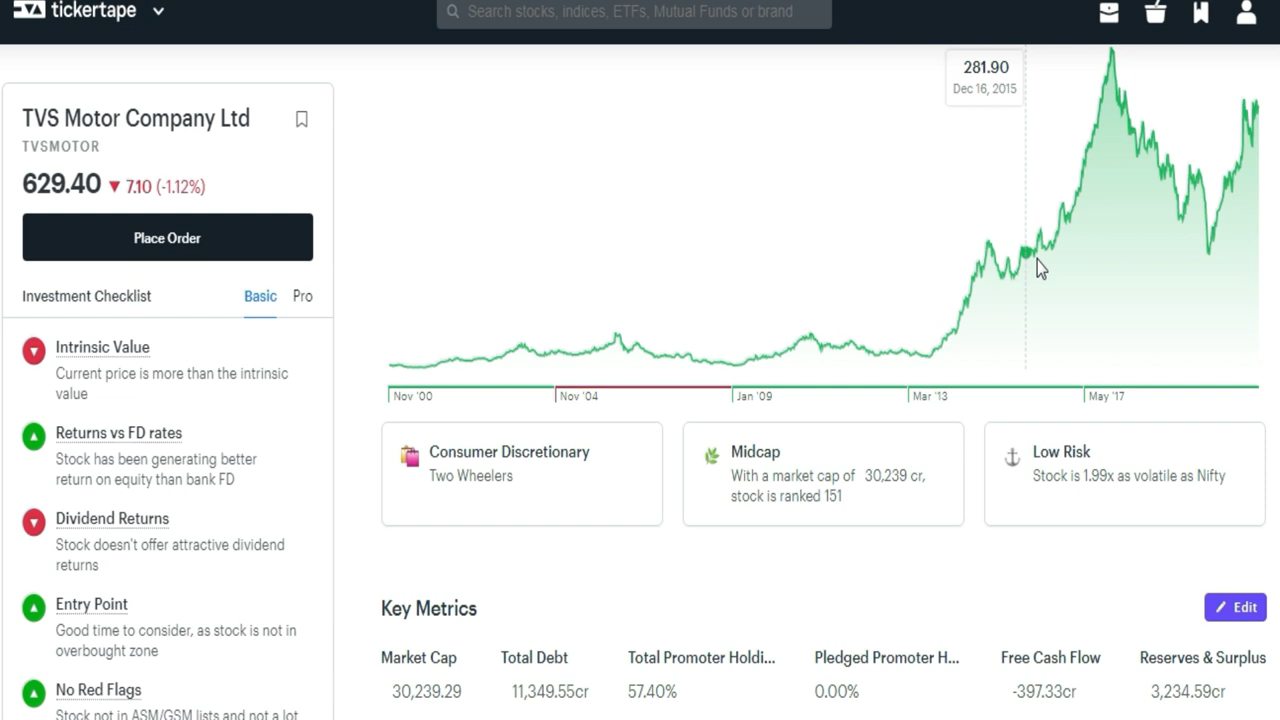 tickertape
Search stocks, indices, ETFs, Mutual Funds or brand
TVS Motor Company Ltd
TVSMOTOR
629.40 ▼ 7.10 (-1.12%)
Place Order
Investment Checklist Basic Pro
Intrinsic Value
Current price is more than the intrinsic
value
Returns vs FD rates
Stock has been generating better
return on equity than bank FD
Dividend Returns
Stock doesn't offer attractive dividend
returns
Entry Point
Good time to consider, as stock is not in
overbought zone
No Red Flags
Stock not in ASM/GSM lists and not a lot
281.90
Dec 16, 2015
Nov '00 Nov '04 Jan '09 Mar '13 May '17
Consumer Discretionary
Two Wheelers
Midcap
With a market cap of 30,239 cr,
stock is ranked 151
Low Risk
Stock is 1.99x as volatile as Nifty
Key Metrics
Edit
Market Cap Total Debt Total Promoter Holdi... Pledged Promoter H... Free Cash Flow Reserves & Surplus
30,239.29 11,349.55cr 57.40% 0.00% -397.33cr 3,234.59cr